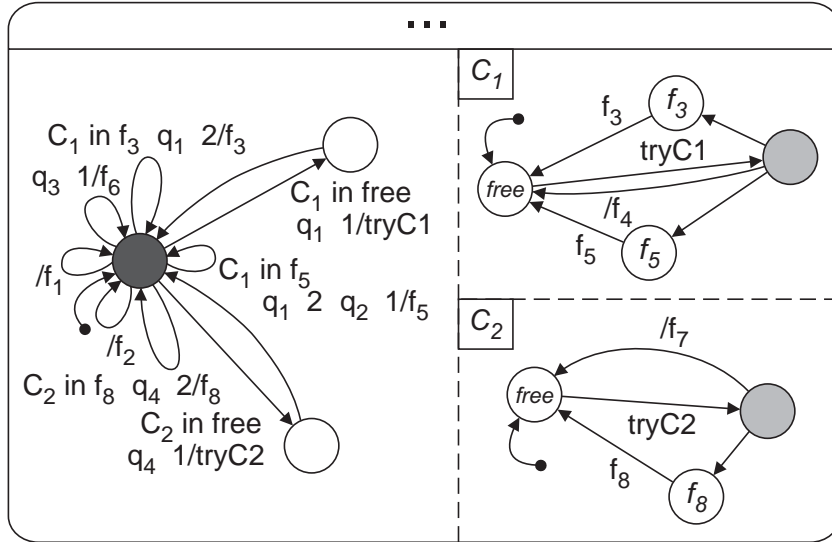 ...
C1 in f3 q1 2/f3
q3 1/f6
C1 in free
q1 1/tryC1
/f1
C1 in f5
q1 2 q2 1/f5
/f2
C2 in f8 q4 2/f8
C2 in free
q4 1/tryC2
C1
f3
f3
tryC1
free
/f4
f5
f5
C2
/f7
free
tryC2
f8
f8